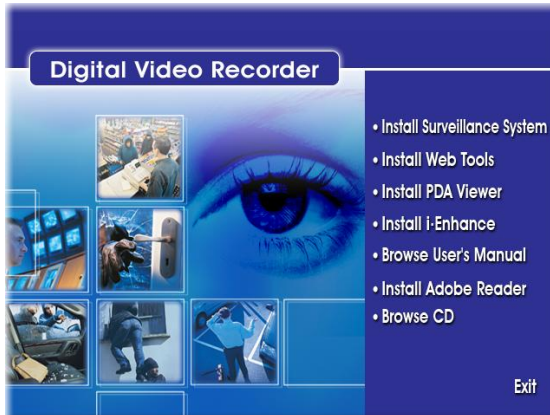 Digital Video Recorder
• Install Surveillance System
• Install Web Tools
• Install PDA Viewer
• Install i-Enhance
• Browse User's Manual
• Install Adobe Reader
• Browse CD
Exit